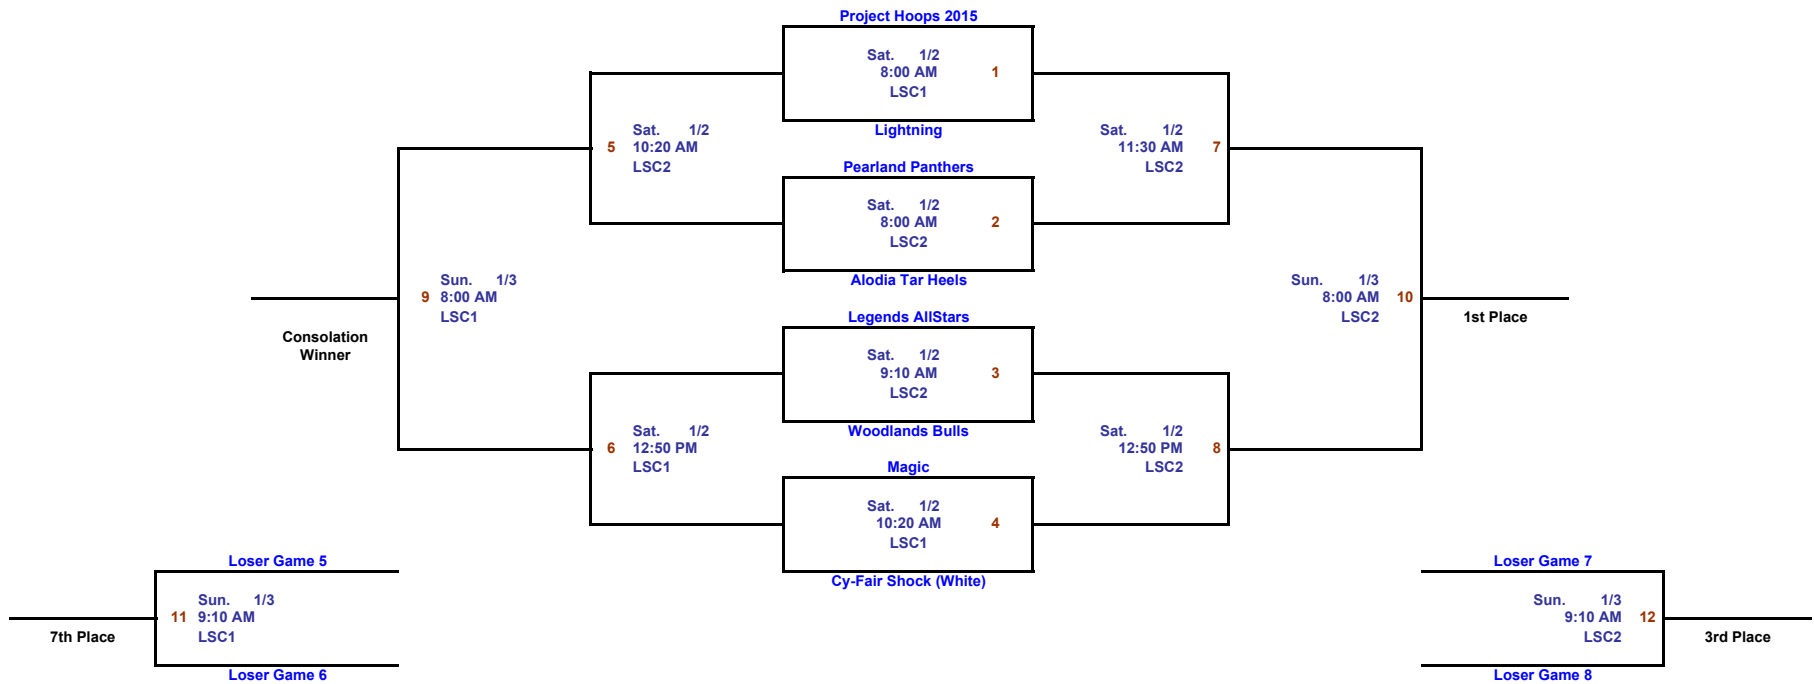 Project Hoops 2015
Sat. 1/2
8:00 AM 1
LSC1
Lightning
Sat. 1/2
5 10:20 AM
LSC2
Sat. 1/2
11:30 AM 7
LSC2
Pearland Panthers
Sat. 1/2
8:00 AM 2
LSC2
Alodia Tar Heels
Sun. 1/3
9 8:00 AM
LSC1
Consolation
Winner
Sun. 1/3
8:00 AM 10
LSC2
1st Place
Legends AllStars
Sat. 1/2
9:10 AM 3
LSC2
Woodlands Bulls
Sat. 1/2
6 12:50 PM
LSC1
Sat. 1/2
12:50 PM 8
LSC2
Magic
Sat. 1/2
10:20 AM 4
LSC1
Cy-Fair Shock (White)
Loser Game 5
Sun. 1/3
11 9:10 AM
LSC1
7th Place
Loser Game 6
Loser Game 7
Sun. 1/3
9:10 AM 12
LSC2
3rd Place
Loser Game 8